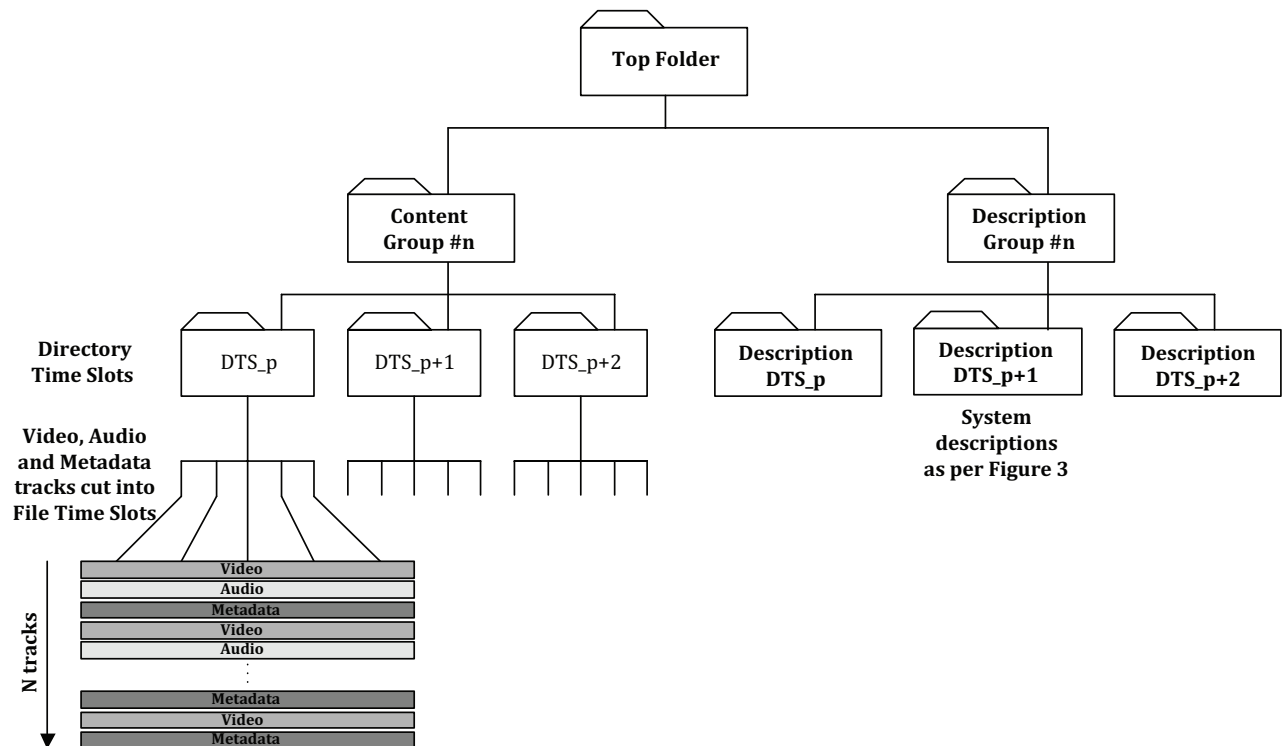 Top Folder
Content
Group #n
Description
Group #n
Directory
Time Slots
DTS_p
DTS_p+1
DTS_p+2
Description
DTS_p
Description
DTS_p+1
Description
DTS_p+2
System
descriptions
as per Figure 3
Video, Audio
and Metadata
tracks cut into
File Time Slots
N tracks
Video
Audio
Metadata
Video
Audio
Metadata
Video
Metadata